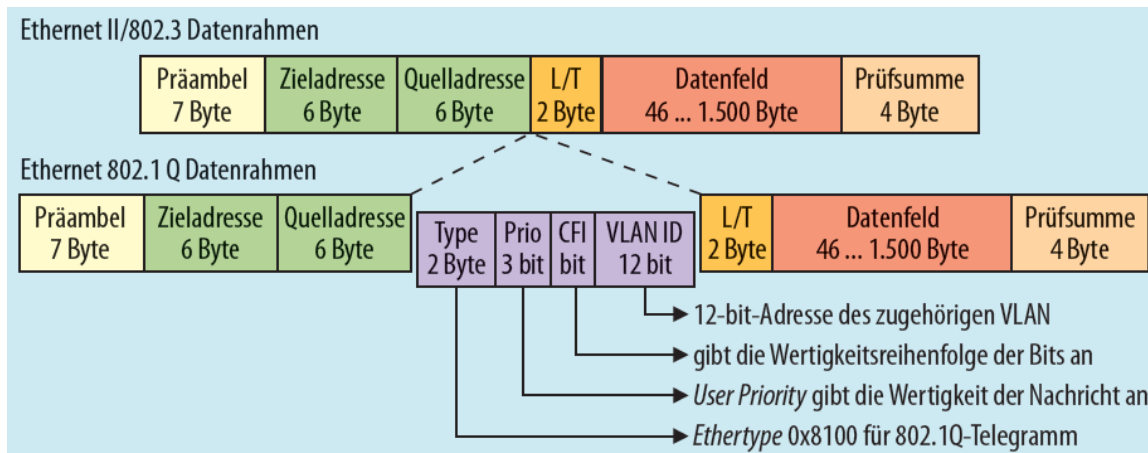 Ethernet II/802.3 Datenrahmen
Präambel Zieladresse Quelladresse L/T Datenfeld Prüfsumme
7 Byte 6 Byte 6 Byte 2 Byte 46 ... 1.500 Byte 4 Byte
Ethernet 802.1 Q Datenrahmen
Präambel Zieladresse Quelladresse Type Prio CFI VLAN ID L/T Datenfeld Prüfsumme
7 Byte 6 Byte 6 Byte 2 Byte 3 bit bit 12 bit 2 Byte 46 ... 1.500 Byte 4 Byte
12-bit-Adresse des zugehörigen VLAN
gibt die Wertigkeitsreihenfolge der Bits an
User Priority gibt die Wertigkeit der Nachricht an
Ethertype 0x8100 für 802.1Q-Telegramm